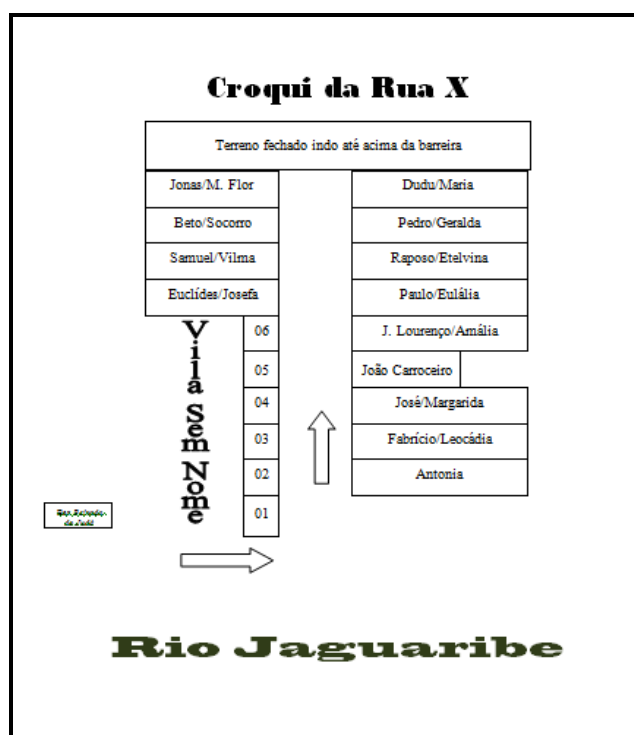 Croqui da Rua X
Terreno fechado indo até acima da barreira
Jonas/M. Flor
Dudu/Maria
Beto/Socorro
Pedro/Geralda
Samuel/Vilma
Raposo/Etelvina
Euclídes/Josefa
Paulo/Eulália
Vila Sem Nome
06
J. Lourenço/Amália
05
João Carroceiro
04
José/Margarida
03
Fabrício/Leocádia
02
Antonia
01
Rio Jaguaribe